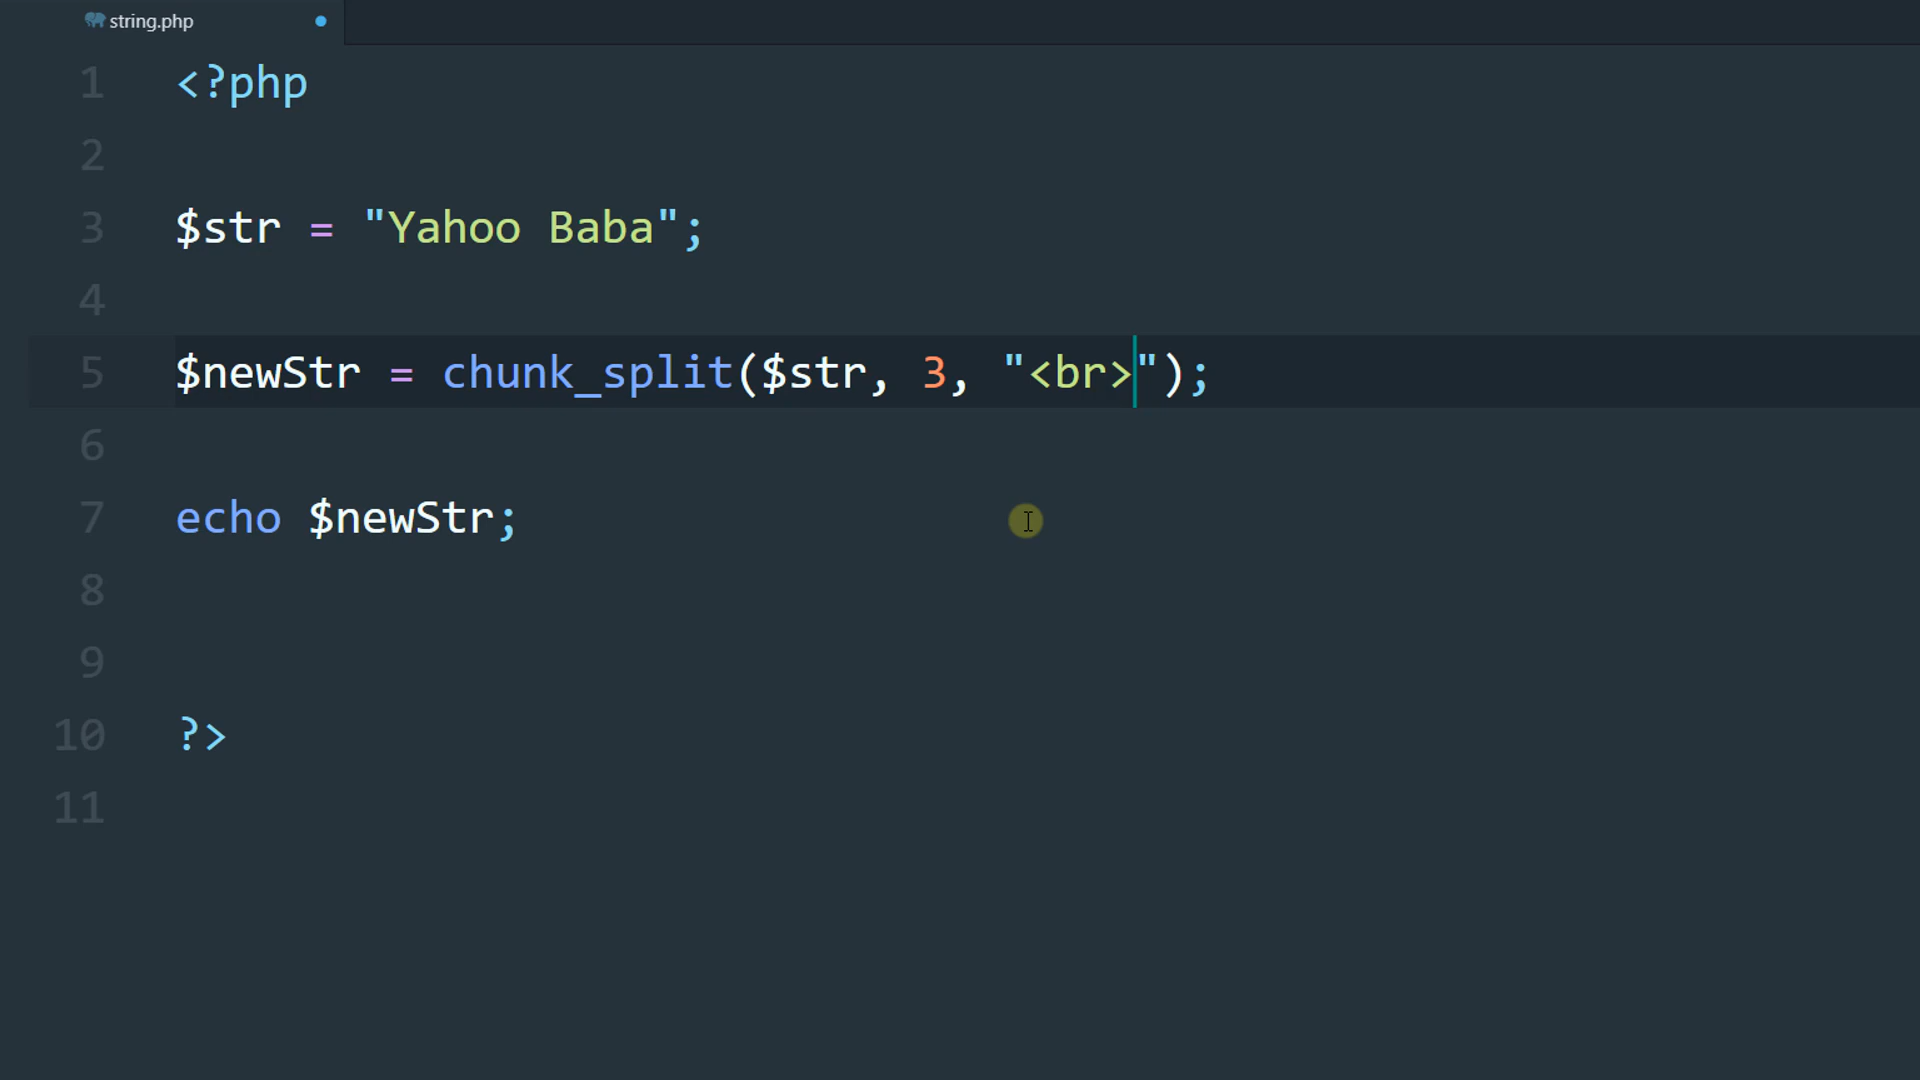 string.php
1 <?php
2
3 $str = "Yahoo Baba";
4
5 $newStr = chunk_split($str, 3, "<br>");
6
7 echo $newStr;
8
9
10 ?>
11